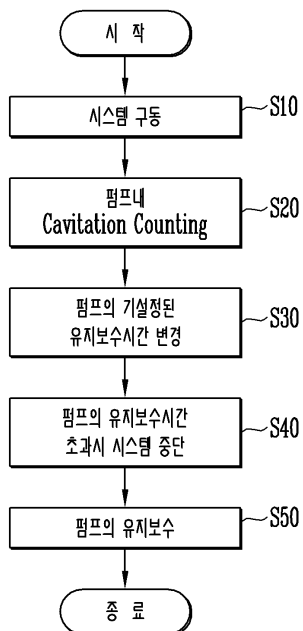 시 작
시스템 구동
S10
펌프내
Cavitation Counting
S20
펌프의 기설정된
유지보수시간 변경
S30
펌프의 유지보수시간
초과시 시스템 중단
S40
펌프의 유지보수
S50
종 료